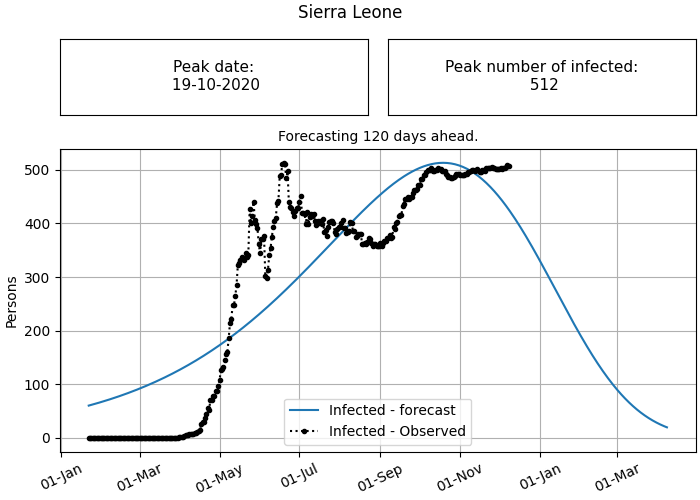 Sierra Leone
Peak date:
19-10-2020
Peak number of infected:
512
Forecasting 120 days ahead.
500
400
300
200
100
0
Persons
Infected - forecast
Infected - Observed
01-Jan
01-Mar
01-May
01-Jul
01-Sep
01-Nov
01-Jan
01-Mar